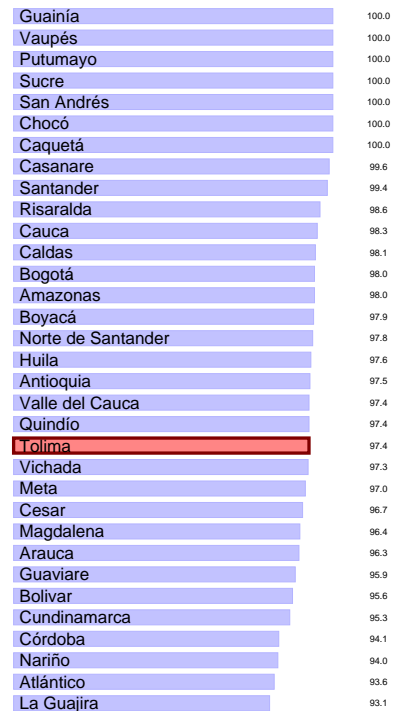 Guainía 100.0
Vaupés 100.0
Putumayo 100.0
Sucre 100.0
San Andrés 100.0
Chocó 100.0
Caquetá 100.0
Casanare 99.6
Santander 99.4
Risaralda 98.6
Cauca 98.3
Caldas 98.1
Bogotá 98.0
Amazonas 98.0
Boyacá 97.9
Norte de Santander 97.8
Huila 97.6
Antioquia 97.5
Valle del Cauca 97.4
Quindío 97.4
Tolima 97.4
Vichada 97.3
Meta 97.0
Cesar 96.7
Magdalena 96.4
Arauca 96.3
Guaviare 95.9
Bolivar 95.6
Cundinamarca 95.3
Córdoba 94.1
Nariño 94.0
Atlántico 93.6
La Guajira 93.1